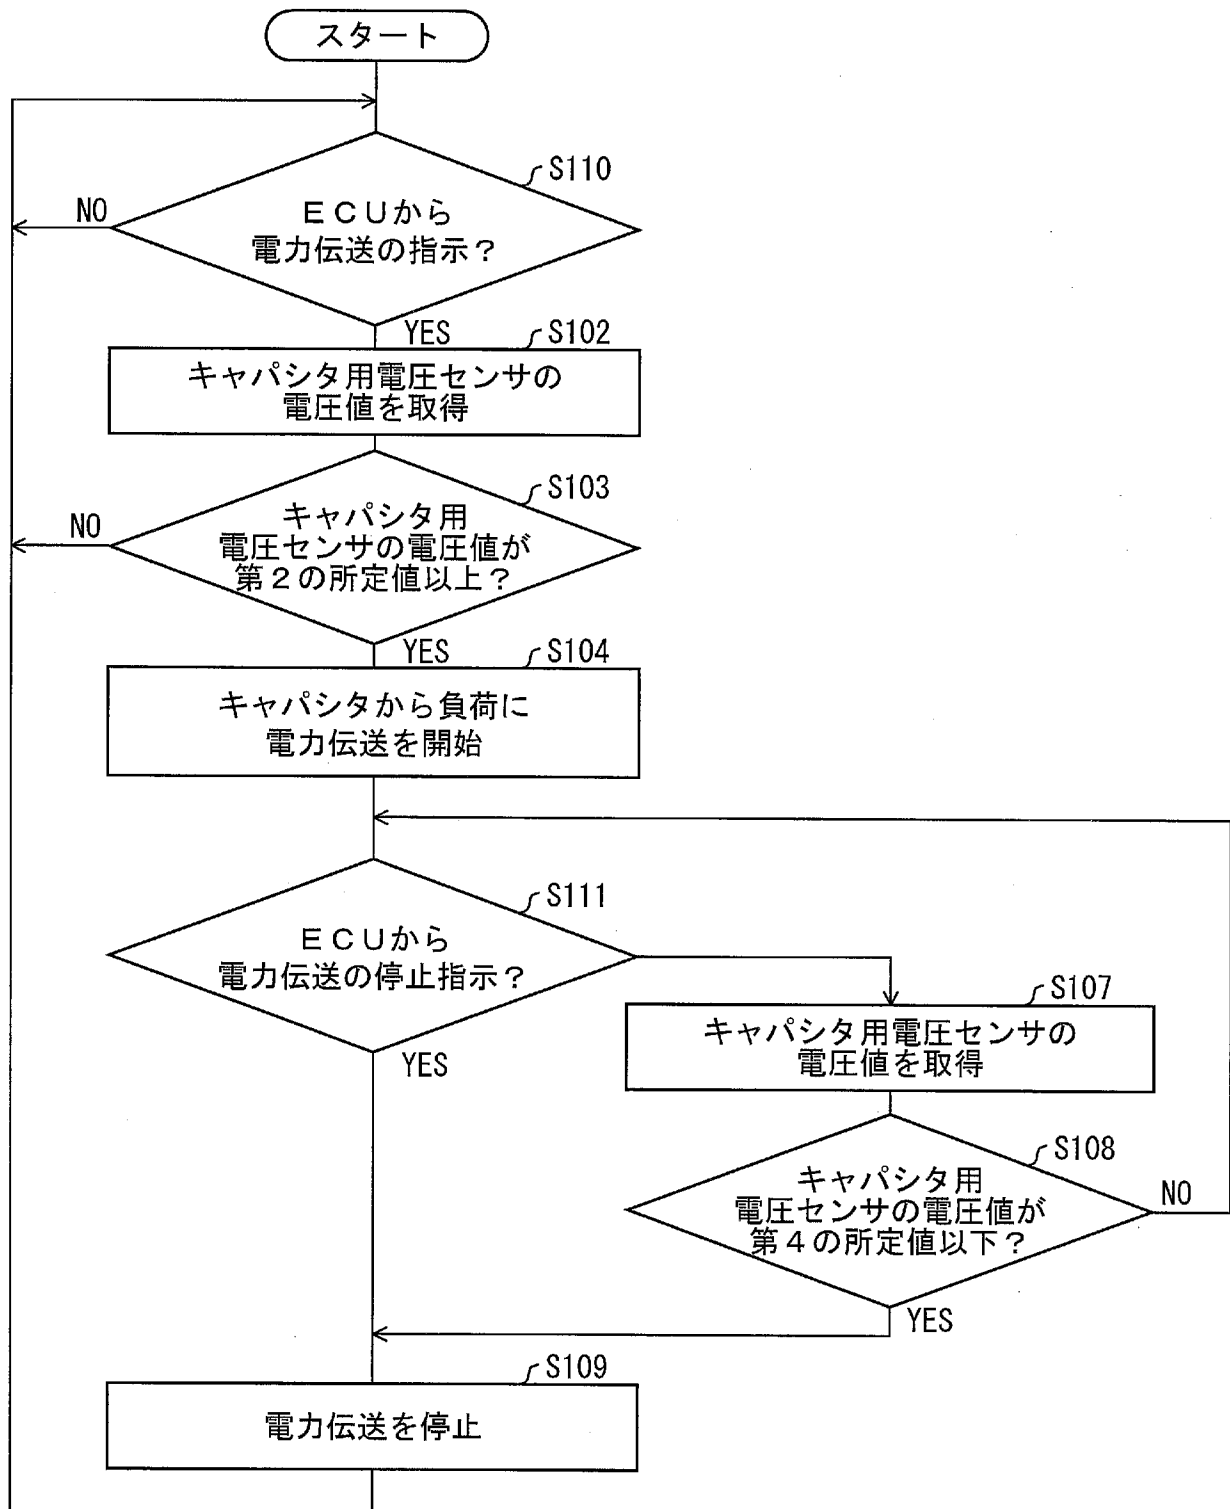 スタート
S110
ECUから
電力伝送の指示?
NO
YES
S102
キャパシタ用電圧センサの
電圧値を取得
S103
キャパシタ用
電圧センサの電圧値が
第2の所定値以上?
NO
YES
S104
キャパシタから負荷に
電力伝送を開始
S111
ECUから
電力伝送の停止指示?
YES
S107
キャパシタ用電圧センサの
電圧値を取得
S108
キャパシタ用
電圧センサの電圧値が
第4の所定値以下?
NO
YES
S109
電力伝送を停止